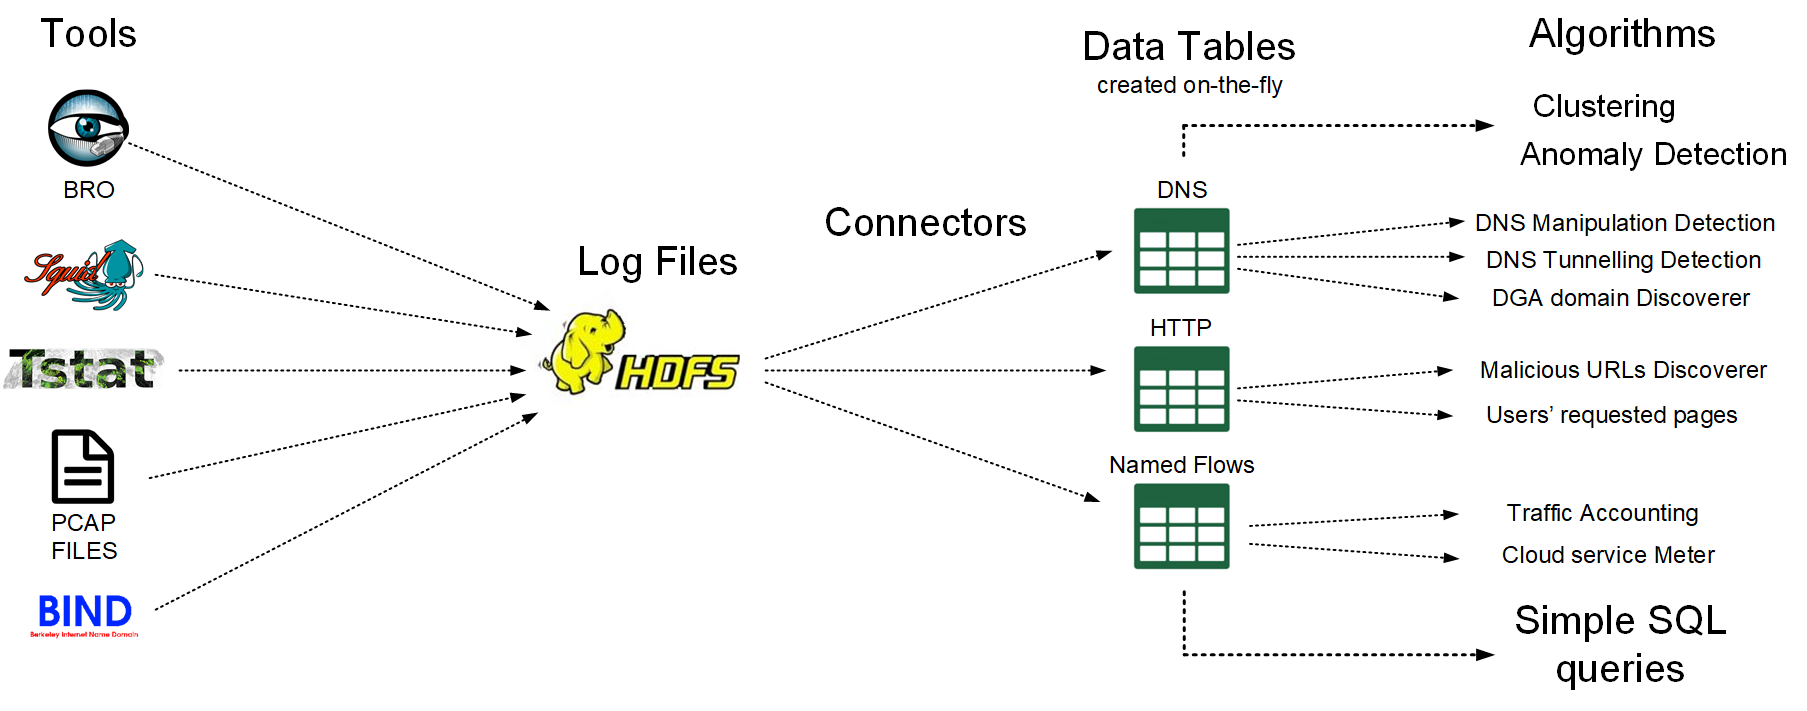 Tools
BRO
Squid
Tstat
PCAP
FILES
BIND
Berkeley Internet Name Domain
Log Files
HDFS
Connectors
Data Tables
created on-the-fly
DNS
HTTP
Named Flows
Algorithms
Clustering
Anomaly Detection
DNS Manipulation Detection
DNS Tunnelling Detection
DGA domain Discoverer
Malicious URLs Discoverer
Users’ requested pages
Traffic Accounting
Cloud service Meter
Simple SQL
queries